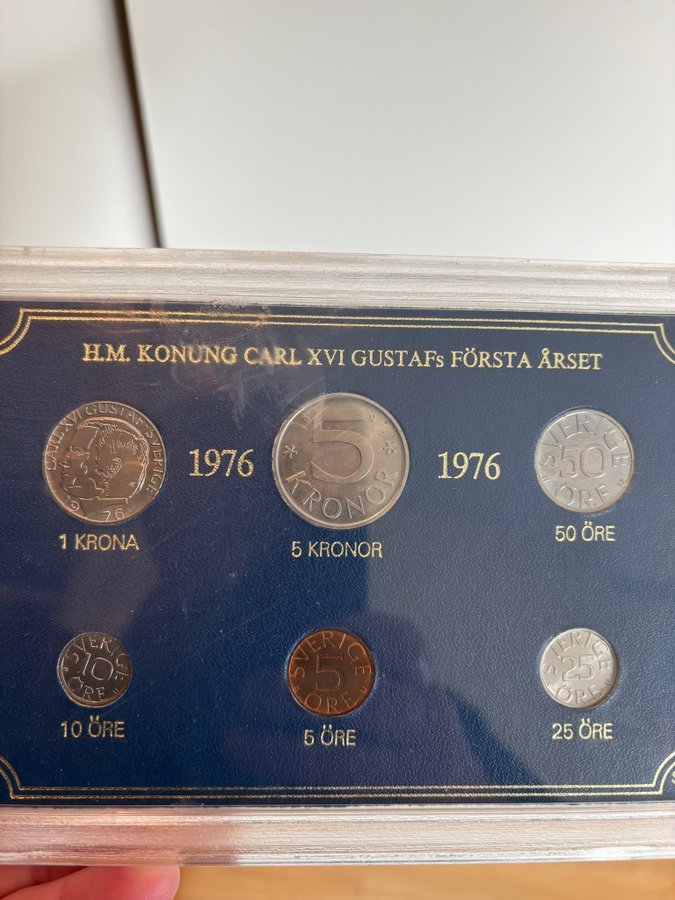 H.M. KONUNG CARL XVI GUSTAFs FÖRSTA ÅRSET
CARL XVI GUSTAF SVERIGE
1976
1976
5
KRONOR
1976
SVERIGE
50
ÖRE
1 KRONA
5 KRONOR
50 ÖRE
SVERIGE
10
ÖRE
SVERIGE
5
ÖRE
SVERIGE
25
ÖRE
10 ÖRE
5 ÖRE
25 ÖRE